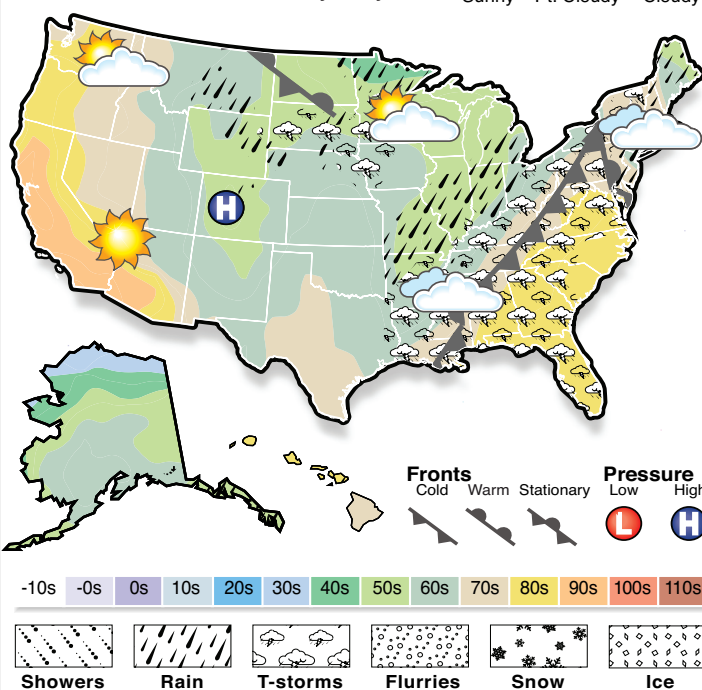 Sunny Pt. Cloudy Cloudy
H
Fronts
Cold Warm Stationary
Pressure
Low High
L H
-10s -0s 0s 10s 20s 30s 40s 50s 60s 70s 80s 90s 100s 110s
Showers Rain T-storms Flurries Snow Ice